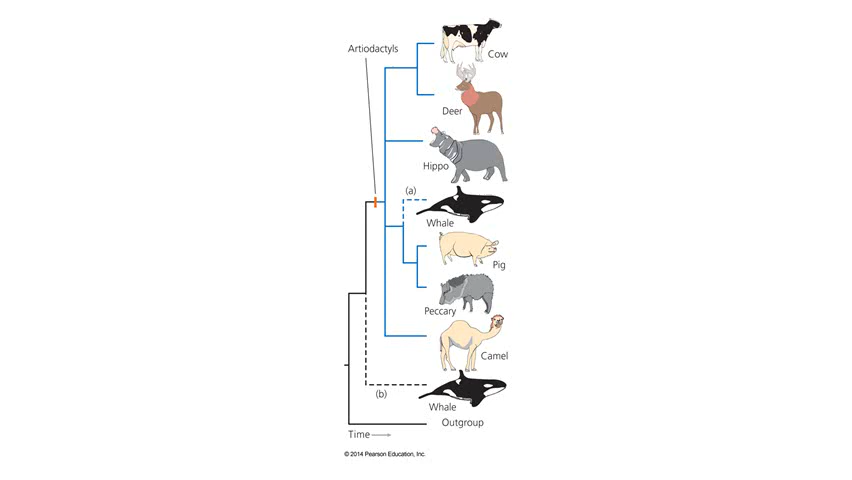 Artiodactyls
Cow
Deer
Hippo
(a)
Whale
Pig
Peccary
Camel
(b)
Whale
Outgroup
Time
© 2014 Pearson Education, Inc.